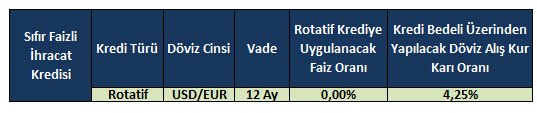 Sıfır Faizli
İhracat
Kredisi
Kredi Türü
Döviz Cinsi
Vade
Rotatif Krediye
Uygulanacak
Faiz Oranı
Kredi Bedeli Üzerinden
Yapılacak Döviz Alış Kur
Karı Oranı
Rotatif
USD/EUR
12 Ay
0,00%
4,25%